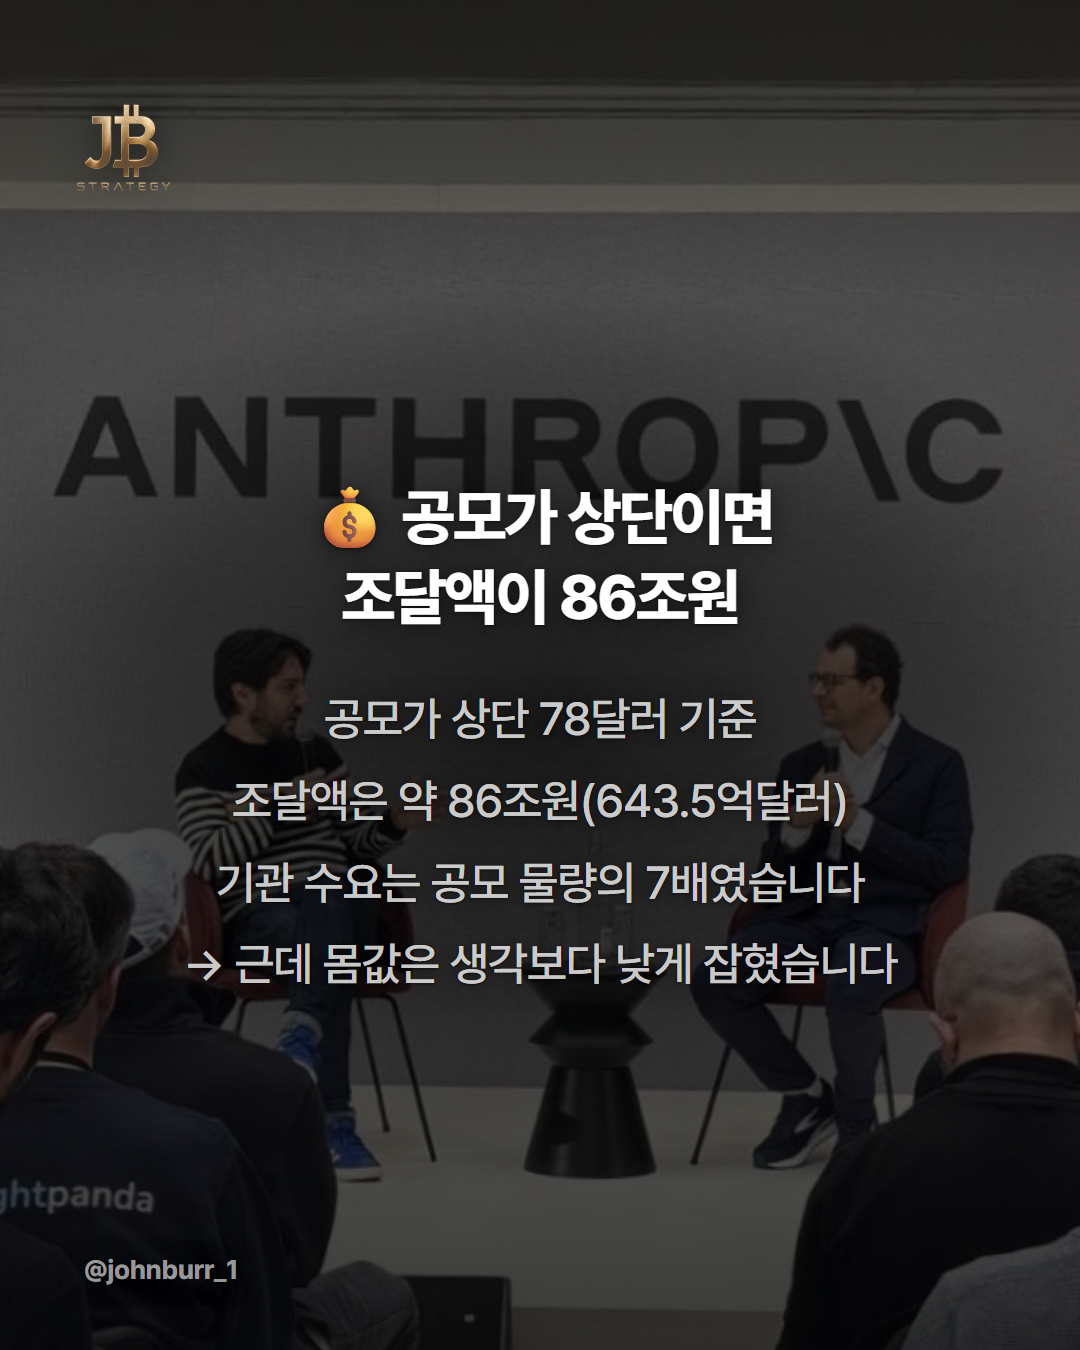 JB
STRATEGY
ANTHROP\C
💰 공모가 상단이면
조달액이 86조원
공모가 상단 78달러 기준
조달액은 약 86조원(643.5억달러)
기관 수요는 공모 물량의 7배였습니다
→ 근데 몸값은 생각보다 낮게 잡혔습니다
ghtpanda
@johnburr_1